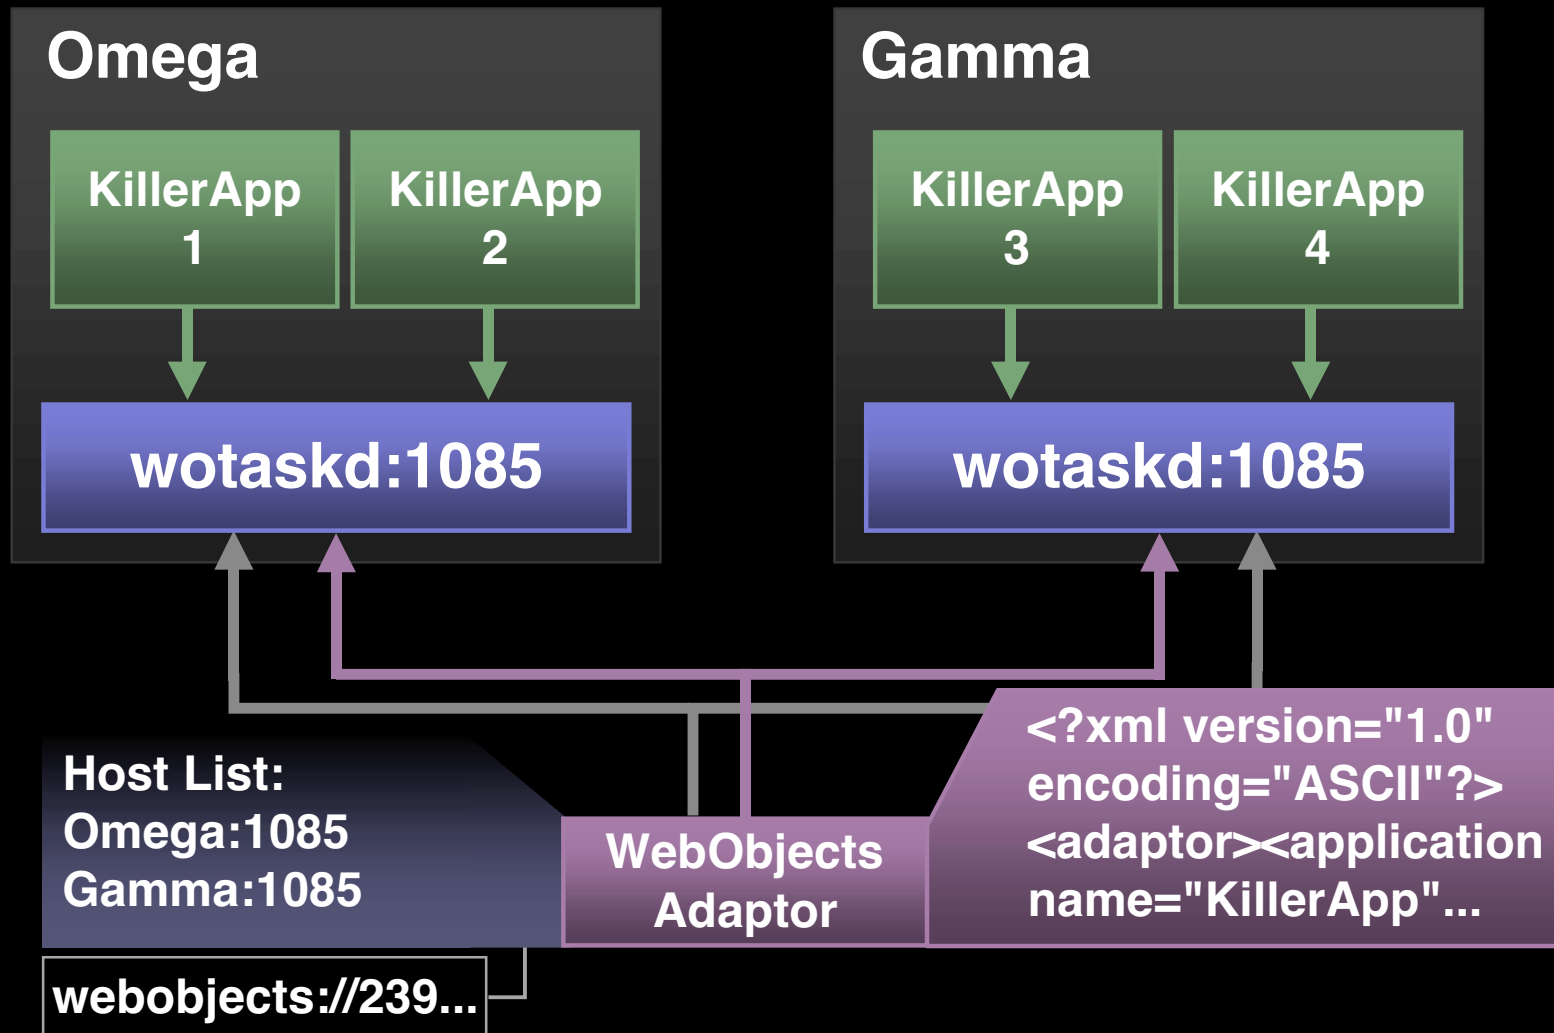 Omega
KillerApp
1
KillerApp
2
wotaskd:1085
Gamma
KillerApp
3
KillerApp
4
wotaskd:1085
Host List:
Omega:1085
Gamma:1085
webobjects://239...
WebObjects
Adaptor
<?xml version="1.0"
encoding="ASCII"?>
<adaptor><application
name="KillerApp"...